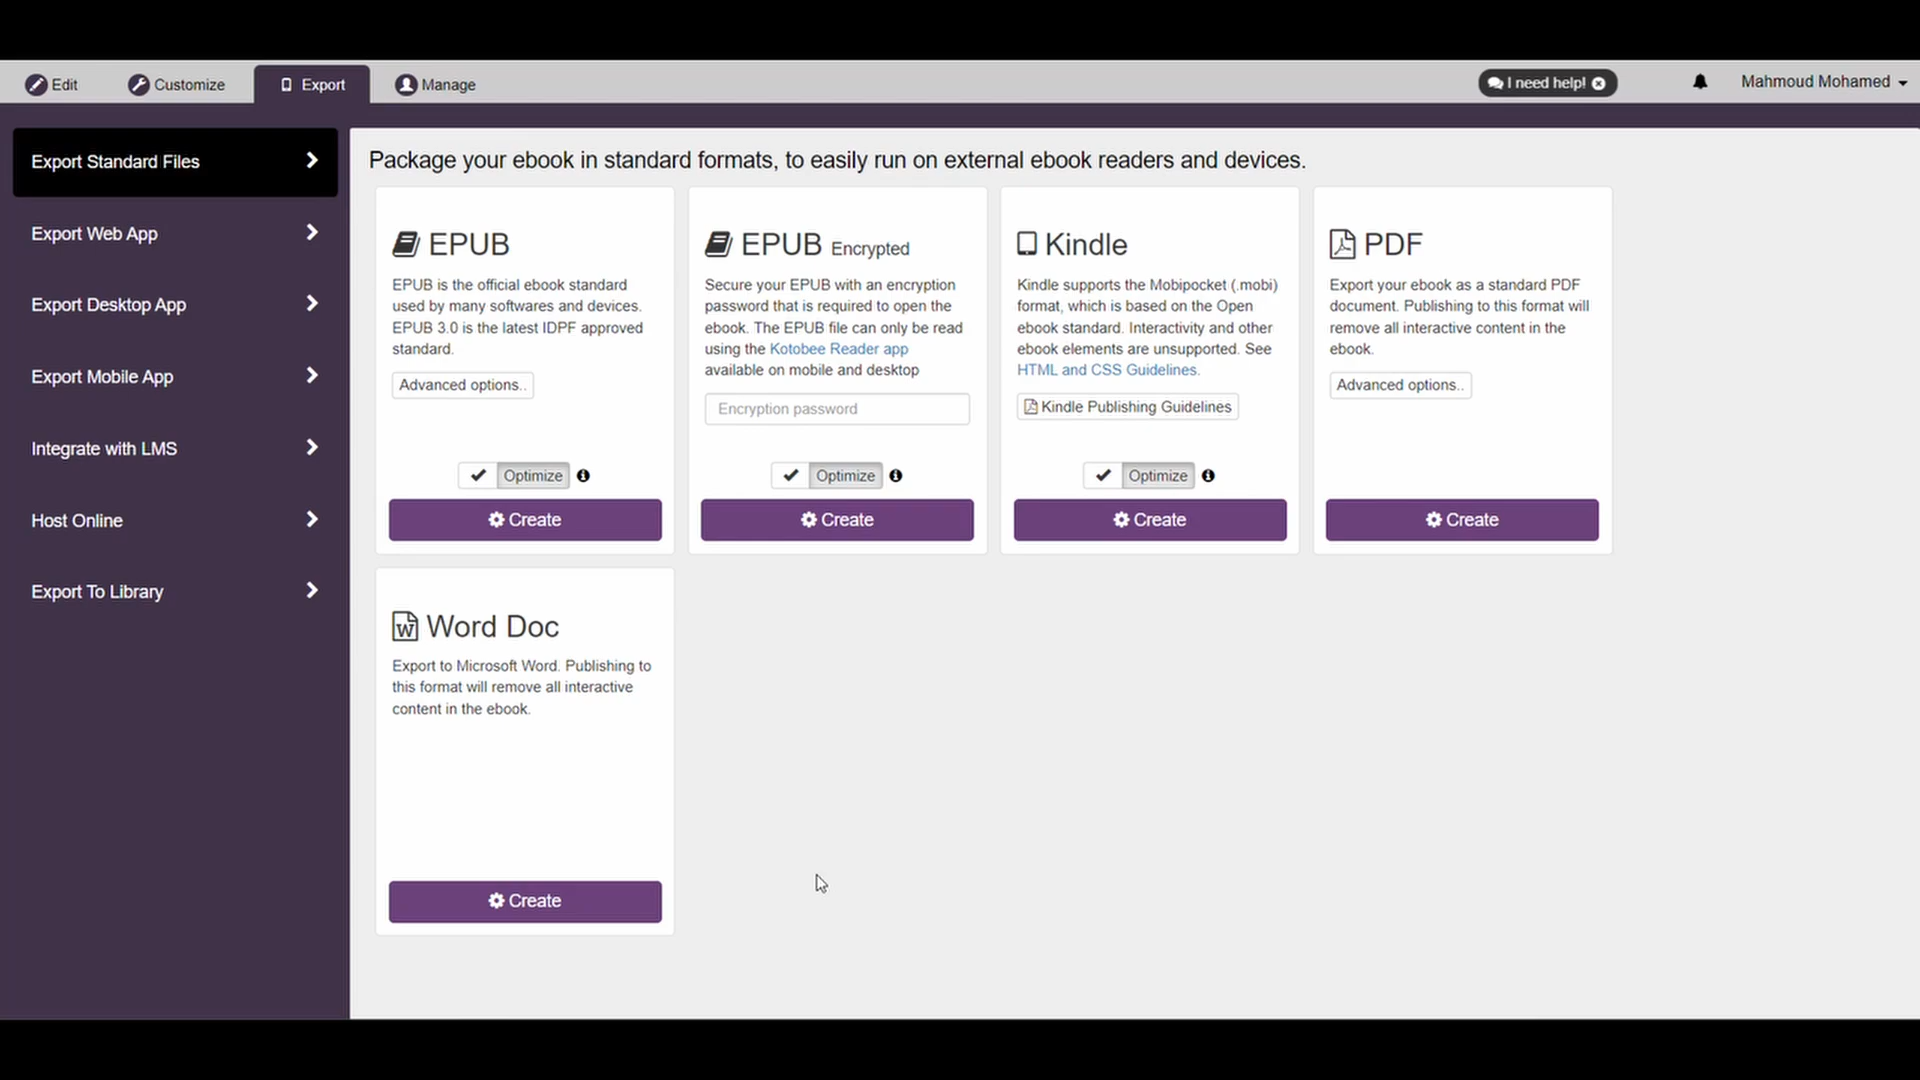 Edit
Customize
Export
Manage
I need help!
Mahmoud Mohamed
Export Standard Files
Export Web App
Export Desktop App
Export Mobile App
Integrate with LMS
Host Online
Export To Library
Package your ebook in standard formats, to easily run on external ebook readers and devices.
EPUB
EPUB is the official ebook standard
used by many softwares and devices.
EPUB 3.0 is the latest IDPF approved
standard.
Advanced options..
Optimize
Create
EPUB Encrypted
Secure your EPUB with an encryption
password that is required to open the
ebook. The EPUB file can only be read
using the Kotobee Reader app
available on mobile and desktop
Encryption password
Optimize
Create
Kindle
Kindle supports the Mobipocket (.mobi)
format, which is based on the Open
ebook standard. Interactivity and other
ebook elements are unsupported. See
HTML and CSS Guidelines.
Kindle Publishing Guidelines
Optimize
Create
PDF
Export your ebook as a standard PDF
document. Publishing to this format will
remove all interactive content in the
ebook.
Advanced options..
Create
Word Doc
Export to Microsoft Word. Publishing to
this format will remove all interactive
content in the ebook.
Create